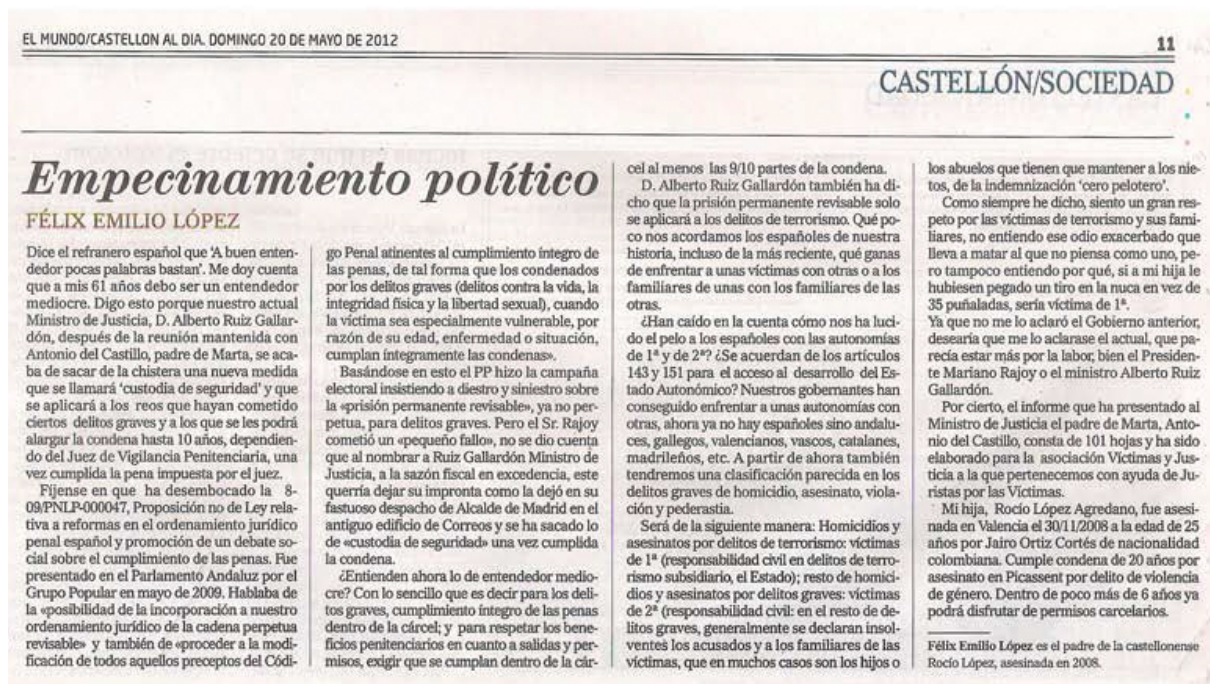 EL MUNDO/CASTELLON AL DIA. DOMINGO 20 DE MAYO DE 2012
11
CASTELLÓN/SOCIEDAD
Empecinamiento político
FÉLIX EMILIO LÓPEZ
Dice el refranero español que ‘A buen enten-
dedor pocas palabras bastan’. Me doy cuenta
que a mis 61 años debo ser un entendedor
mediocre. Digo esto porque nuestro actual
Ministro de Justicia, D. Alberto Ruiz Gallar-
dón, después de la reunión mantenida con
Antonio del Castillo, padre de Marta, se aca-
ba de sacar de la chistera una nueva medida
que se llamará ‘custodia de seguridad’ y que
se aplicará a los reos que hayan cometido
ciertos delitos graves y a los que se les podrá
alargar la condena hasta 10 años, dependien-
do del Juez de Vigilancia Penitenciaria, una
vez cumplida la pena impuesta por el juez.
Fíjense en que ha desembocado la 8-
09/PNLP-000047, Proposición no de Ley rela-
tiva a reformas en el ordenamiento jurídico
penal español y promoción de un debate so-
cial sobre el cumplimiento de las penas. Fue
presentado en el Parlamento Andaluz por el
Grupo Popular en mayo de 2009. Hablaba de
la «posibilidad de la incorporación a nuestro
ordenamiento jurídico de la cadena perpetua
revisable» y también de «proceder a la modi-
ficación de todos aquellos preceptos del Códi-
go Penal atinentes al cumplimiento íntegro de
las penas, de tal forma que los condenados
por los delitos graves (delitos contra la vida, la
integridad física y la libertad sexual), cuando
la víctima sea especialmente vulnerable, por
razón de su edad, enfermedad o situación,
cumplan íntegramente las condenas».
Basándose en esto el PP hizo la campaña
electoral insistiendo a diestro y siniestro sobre
la «prisión permanente revisable», ya no per-
petua, para delitos graves. Pero el Sr. Rajoy
cometió un «pequeño fallo», no se dio cuenta
que al nombrar a Ruiz Gallardón Ministro de
Justicia, a la sazón fiscal en excedencia, este
querría dejar su impronta como la dejó en su
fastuoso despacho de Alcalde de Madrid en el
antiguo edificio de Correos y se ha sacado lo
de «custodia de seguridad» una vez cumplida
la condena.
¿Entienden ahora lo de entendedor medio-
cre? Con lo sencillo que es decir para los deli-
tos graves, cumplimiento íntegro de las penas
dentro de la cárcel; y para respetar los bene-
ficios penitenciarios en cuanto a salidas y per-
misos, exigir que se cumplan dentro de la cár-
cel al menos las 9/10 partes de la condena.
D. Alberto Ruiz Gallardón también ha di-
cho que la prisión permanente revisable solo
se aplicará a los delitos de terrorismo. Qué po-
co nos acordamos los españoles de nuestra
historia, incluso de la más reciente, qué ganas
de enfrentar a unas víctimas con otras o a los
familiares de unas con los familiares de las
otras.
¿Han caído en la cuenta cómo nos ha luci-
do el pelo a los españoles con las autonomías
de 1ª y de 2ª? ¿Se acuerdan de los artículos
143 y 151 para el acceso al desarrollo del Es-
tado Autonómico? Nuestros gobernantes han
conseguido enfrentar a unas autonomías con
otras, ahora ya no hay españoles sino andalu-
ces, gallegos, valencianos, vascos, catalanes,
madrileños, etc. A partir de ahora también
tendremos una clasificación parecida en los
delitos graves de homicidio, asesinato, viola-
ción y pederastia.
Será de la siguiente manera: Homicidios y
asesinatos por delitos de terrorismo: víctimas
de 1ª (responsabilidad civil en delitos de terro-
rismo subsidiario, el Estado); resto de homici-
dios y asesinatos por delitos graves: víctimas
de 2ª (responsabilidad civil: en el resto de de-
litos graves, generalmente se declaran insol-
ventes los acusados y a los familiares de las
víctimas, que en muchos casos son los hijos o
los abuelos que tienen que mantener a los nie-
tos, de la indemnización ‘cero pelotero’.
Como siempre he dicho, siento un gran res-
peto por las víctimas de terrorismo y sus fami-
liares, no entiendo ese odio exacerbado que
lleva a matar al que no piensa como uno, pe-
ro tampoco entiendo por qué, si a mi hija le
hubiesen pegado un tiro en la nuca en vez de
35 puñaladas, sería víctima de 1ª.
Ya que no me lo aclaró el Gobierno anterior,
desearía que me lo aclarase el actual, que pa-
recía estar más por la labor, bien el Presiden-
te Mariano Rajoy o el ministro Alberto Ruiz
Gallardón.
Por cierto, el informe que ha presentado al
Ministro de Justicia el padre de Marta, Anto-
nio del Castillo, consta de 101 hojas y ha sido
elaborado para la asociación Víctimas y Jus-
ticia a la que pertenecemos con ayuda de Ju-
ristas por las Víctimas.
Mi hija, Rocío López Agredano, fue asesi-
nada en Valencia el 30/11/2008 a la edad de 25
años por Jairo Ortiz Cortés de nacionalidad
colombiana. Cumple condena de 20 años por
asesinato en Picassent por delito de violencia
de género. Dentro de poco más de 6 años ya
podrá disfrutar de permisos carcelarios.
Félix Emilio López es el padre de la castellonense
Rocío López, asesinada en 2008.